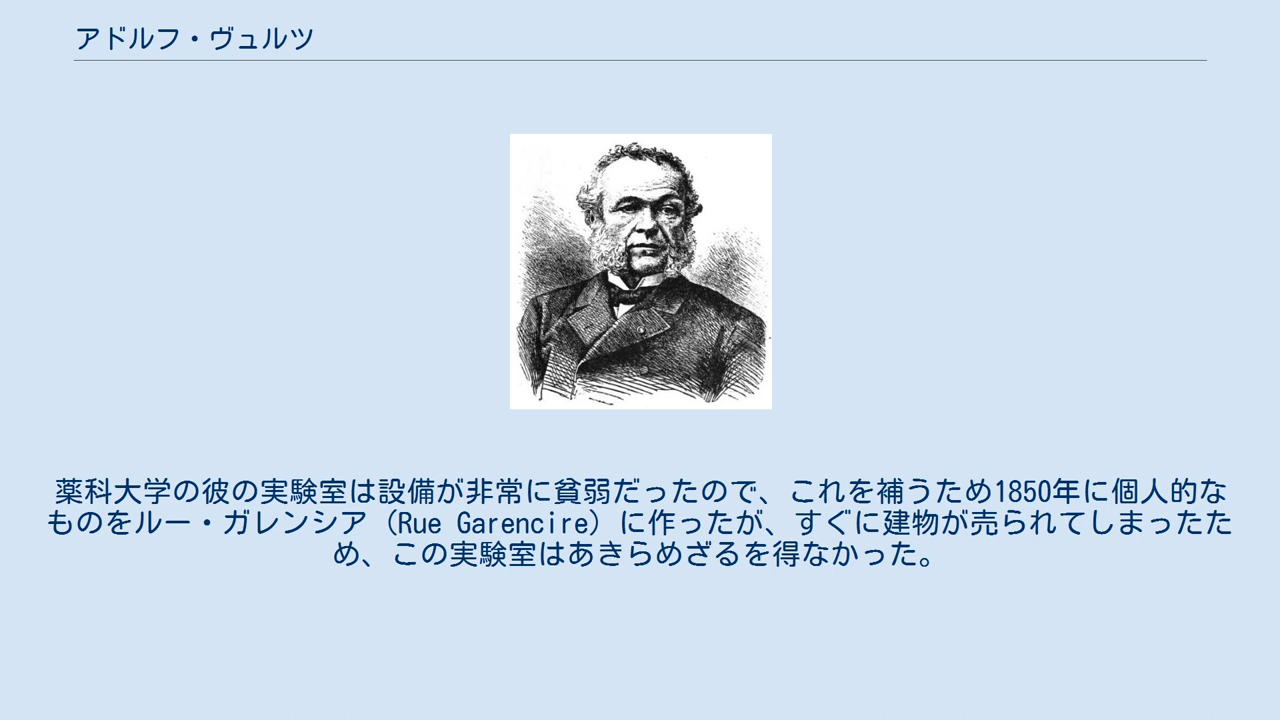 アドルフ・ヴュルツ
薬科大学の彼の実験室は設備が非常に貧弱だったので、これを補うため1850年に個人的な
ものをルー・ガレンシア（Rue Garencire）に作ったが、すぐに建物が売られてしまったた
め、この実験室はあきらめざるを得なかった。